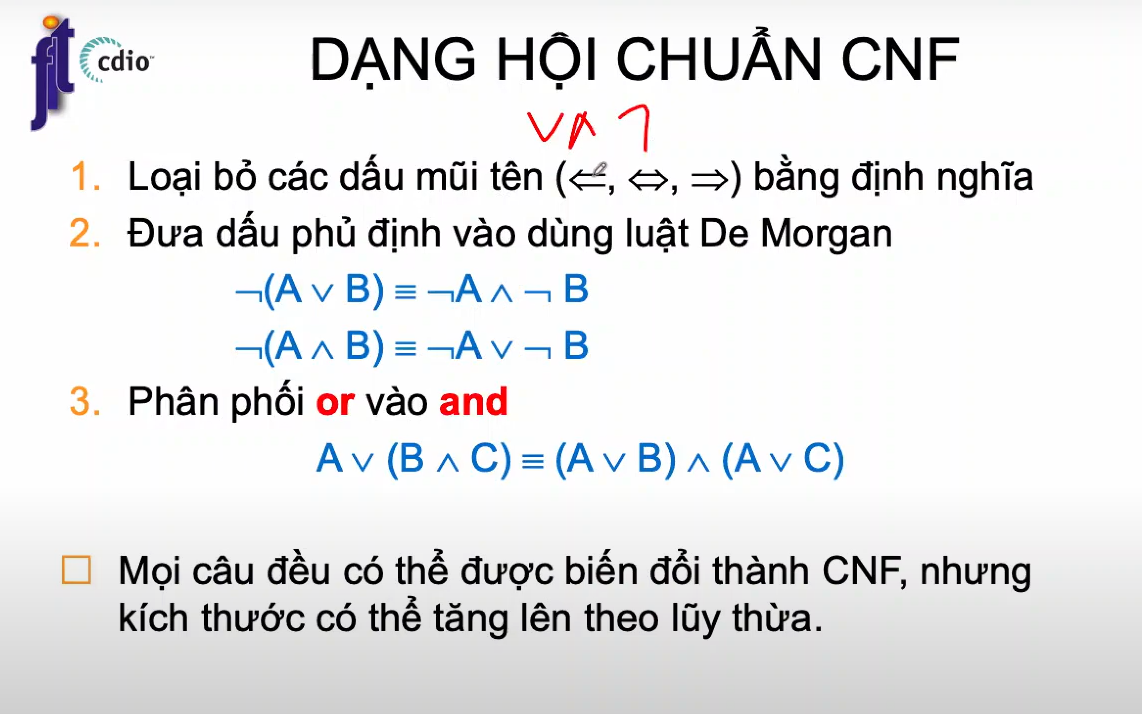 fit cdio
DẠNG HỘI CHUẨN CNF
∨ ∧ ¬
1. Loại bỏ các dấu mũi tên (⇐, ⇔, ⇒) bằng định nghĩa
2. Đưa dấu phủ định vào dùng luật De Morgan
¬(A ∨ B) ≡ ¬A ∧ ¬ B
¬(A ∧ B) ≡ ¬A ∨ ¬ B
3. Phân phối or vào and
A ∨ (B ∧ C) ≡ (A ∨ B) ∧ (A ∨ C)
□ Mọi câu đều có thể được biến đổi thành CNF, nhưng
kích thước có thể tăng lên theo lũy thừa.